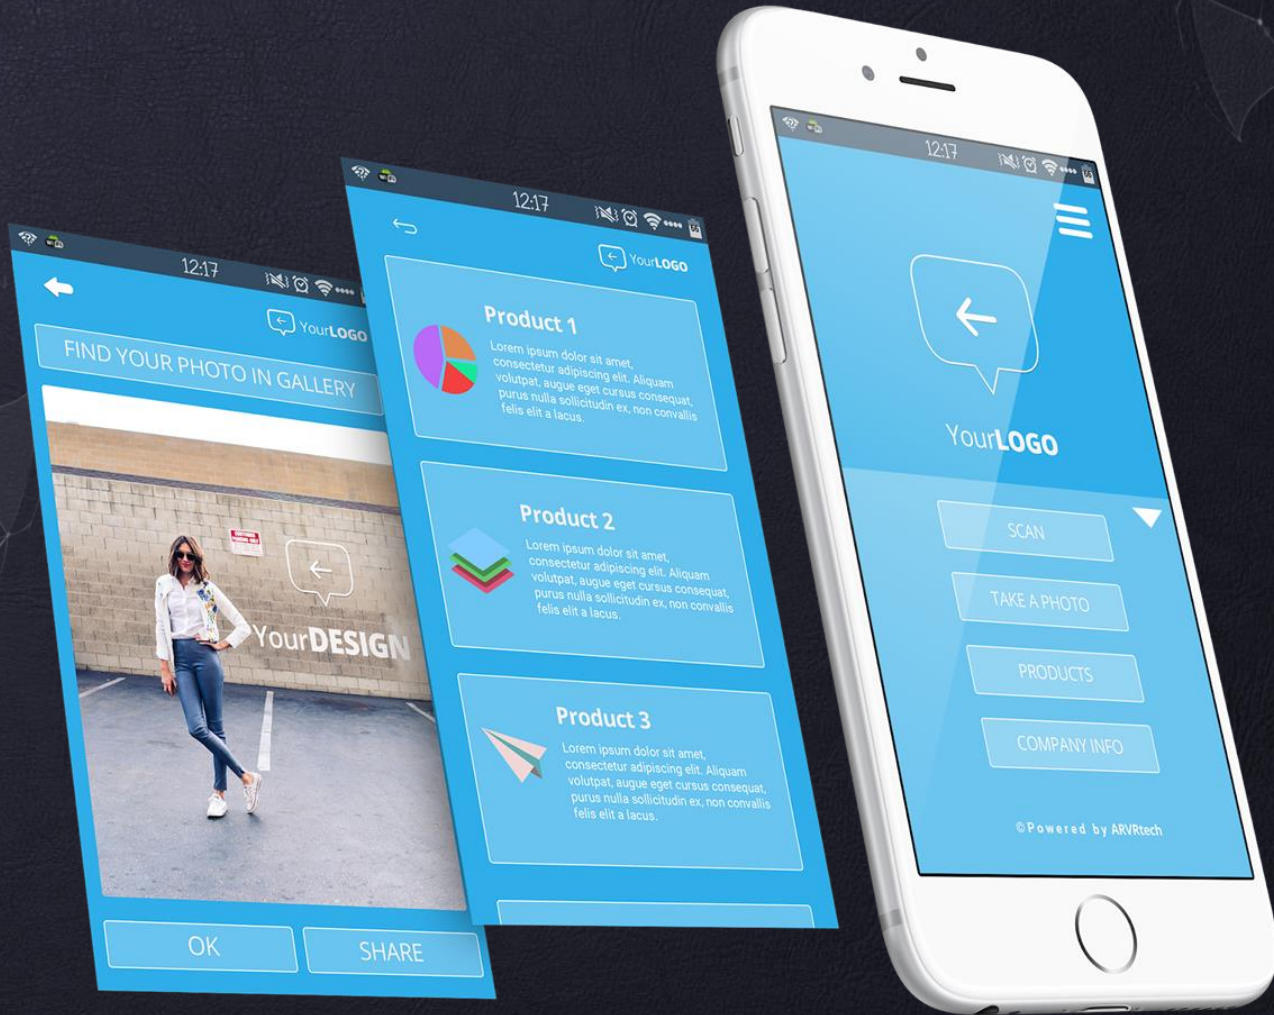 12:17
YourLOGO
FIND YOUR PHOTO IN GALLERY
YourDESIGN
OK
SHARE
12:17
YourLOGO
Product 1
Lorem ipsum dolor sit amet,
consectetur adipiscing elit. Aliquam
volutpat, augue eget cursus consequat,
purus nulla sollicitudin ex, non convallis
felis elit a lacus.
Product 2
Lorem ipsum dolor sit amet,
consectetur adipiscing elit. Aliquam
volutpat, augue eget cursus consequat,
purus nulla sollicitudin ex, non convallis
felis elit a lacus.
Product 3
Lorem ipsum dolor sit amet,
consectetur adipiscing elit. Aliquam
volutpat, augue eget cursus consequat,
purus nulla sollicitudin ex, non convallis
felis elit a lacus.
12:17
YourLOGO
SCAN
TAKE A PHOTO
PRODUCTS
COMPANY INFO
©Powered by ARVRtech